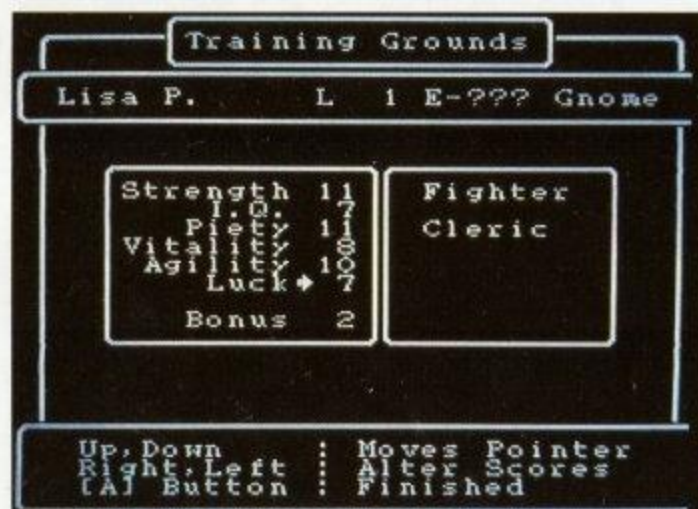 Training Grounds
Lisa P. L 1 E-??? Gnome
Strength 11
I.Q. 7
Piety 11
Vitality 8
Agility 10
Luck 7
Bonus 2
Fighter
Cleric
Up,Down : Moves Pointer
Right,Left : Alter Scores
[A] Button : Finished